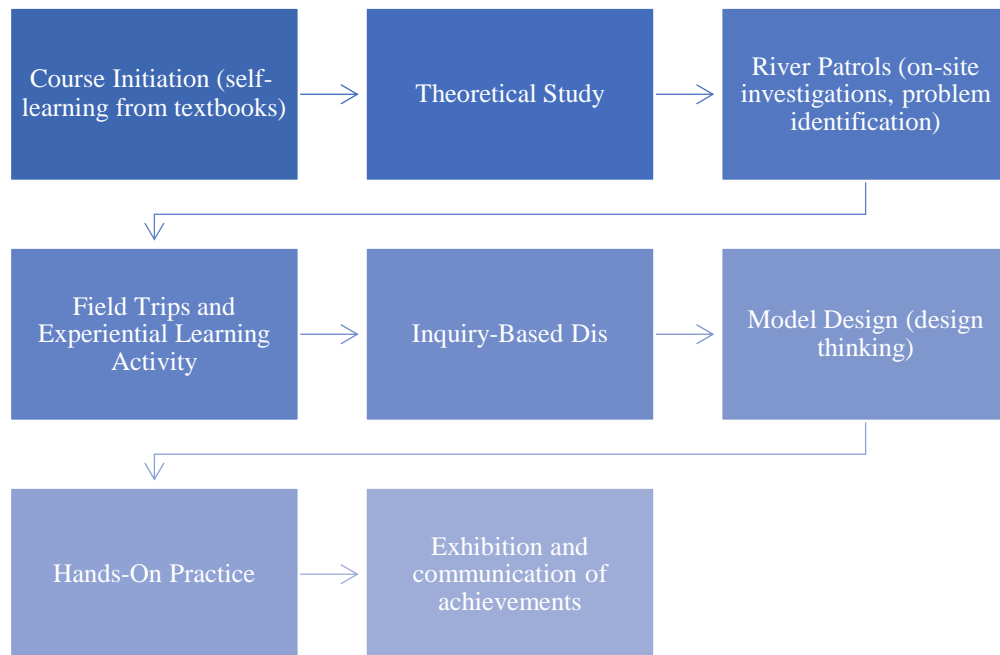 Course Initiation (self-
learning from textbooks)
Theoretical Study
River Patrols (on-site
investigations, problem
identification)
Field Trips and
Experiential Learning
Activity
Inquiry-Based Dis
Model Design (design
thinking)
Hands-On Practice
Exhibition and
communication of
achievements